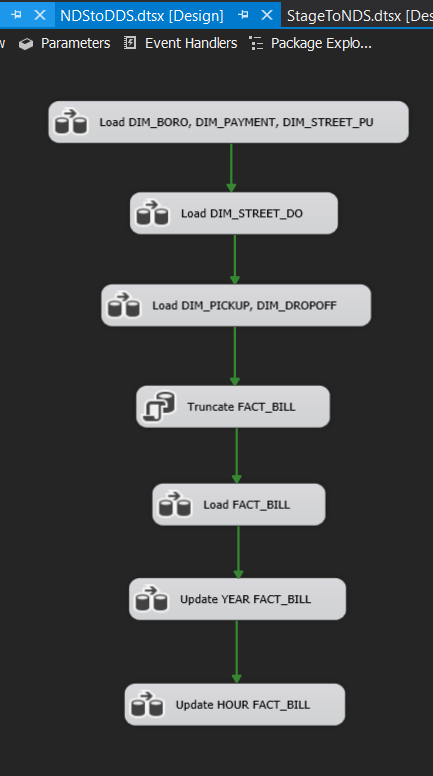 NDStoDDS.dtsx [Design] StageToNDS.dtsx [Des
Parameters Event Handlers Package Explo...
Load DIM_BORO, DIM_PAYMENT, DIM_STREET_PU
Load DIM_STREET_DO
Load DIM_PICKUP, DIM_DROPOFF
Truncate FACT_BILL
Load FACT_BILL
Update YEAR FACT_BILL
Update HOUR FACT_BILL